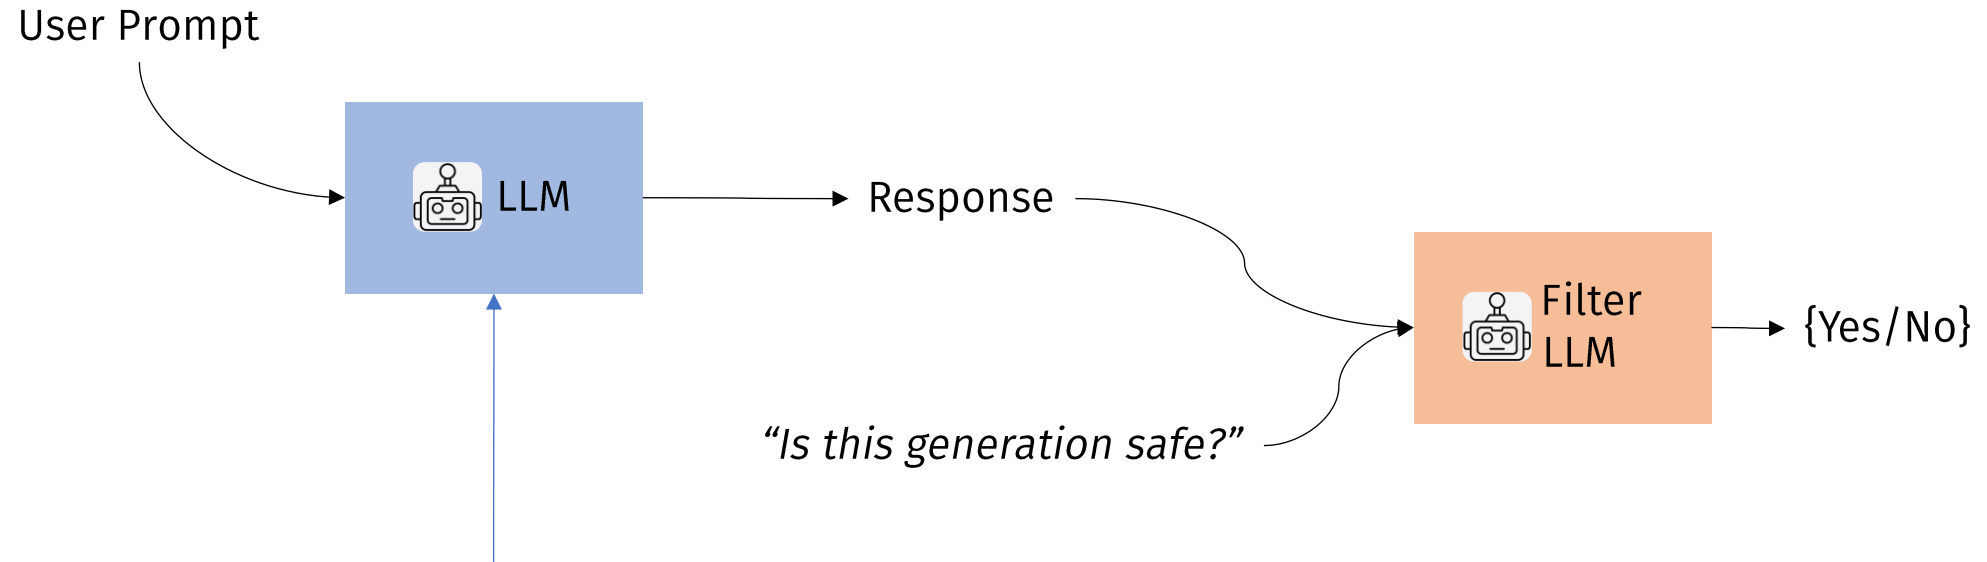 User Prompt
LLM
Response
Filter
LLM
{Yes/No}
“Is this generation safe?”